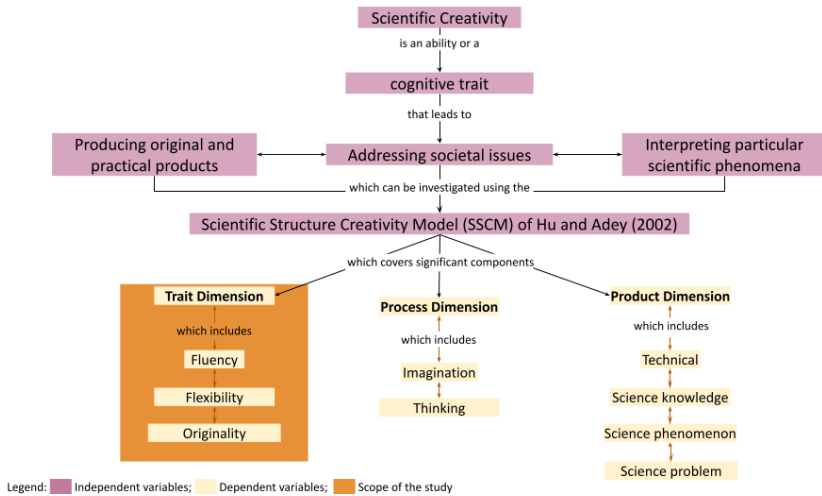 Scientific Creativity
is an ability or a
cognitive trait
that leads to
Producing original and
practical products
Addressing societal issues
Interpreting particular
scientific phenomena
which can be investigated using the
Scientific Structure Creativity Model (SSCM) of Hu and Adey (2002)
which covers significant components
Trait Dimension
which includes
Fluency
Flexibility
Originality
Process Dimension
which includes
Imagination
Thinking
Product Dimension
which includes
Technical
Science knowledge
Science phenomenon
Science problem
Legend: Independent variables; Dependent variables; Scope of the study